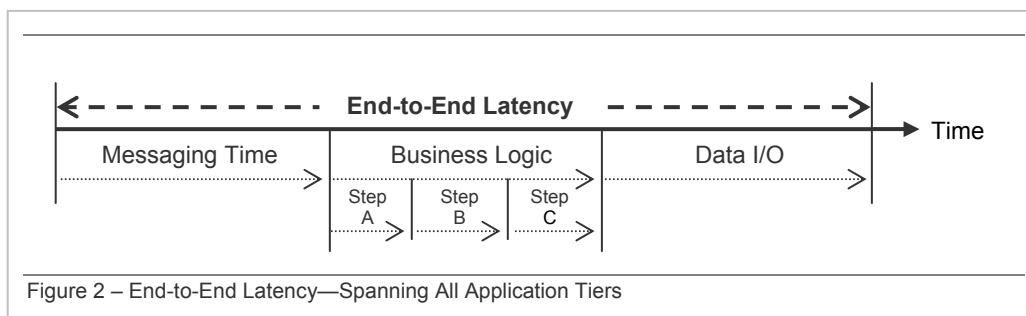 End-to-End Latency
Time
Messaging Time
Business Logic
Data I/O
Step
A
Step
B
Step
C
Figure 2 – End-to-End Latency—Spanning All Application Tiers